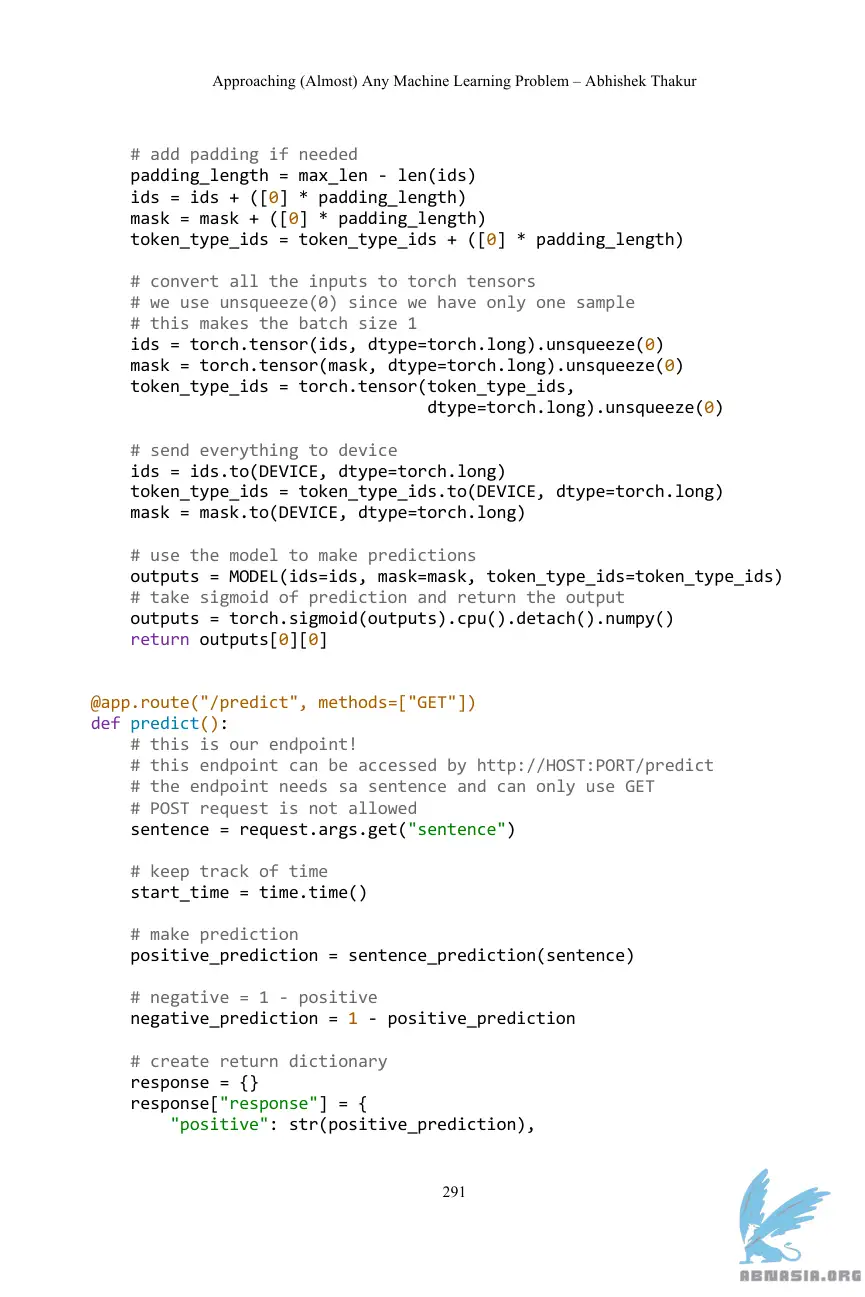 Approaching (Almost) Any Machine Learning Problem – Abhishek Thakur
    # add padding if needed
    padding_length = max_len - len(ids)
    ids = ids + ([0] * padding_length)
    mask = mask + ([0] * padding_length)
    token_type_ids = token_type_ids + ([0] * padding_length)

    # convert all the inputs to torch tensors
    # we use unsqueeze(0) since we have only one sample
    # this makes the batch size 1
    ids = torch.tensor(ids, dtype=torch.long).unsqueeze(0)
    mask = torch.tensor(mask, dtype=torch.long).unsqueeze(0)
    token_type_ids = torch.tensor(token_type_ids,
                                  dtype=torch.long).unsqueeze(0)

    # send everything to device
    ids = ids.to(DEVICE, dtype=torch.long)
    token_type_ids = token_type_ids.to(DEVICE, dtype=torch.long)
    mask = mask.to(DEVICE, dtype=torch.long)

    # use the model to make predictions
    outputs = MODEL(ids=ids, mask=mask, token_type_ids=token_type_ids)
    # take sigmoid of prediction and return the output
    outputs = torch.sigmoid(outputs).cpu().detach().numpy()
    return outputs[0][0]

@app.route("/predict", methods=["GET"])
def predict():
    # this is our endpoint!
    # this endpoint can be accessed by http://HOST:PORT/predict
    # the endpoint needs sa sentence and can only use GET
    # POST request is not allowed
    sentence = request.args.get("sentence")

    # keep track of time
    start_time = time.time()

    # make prediction
    positive_prediction = sentence_prediction(sentence)

    # negative = 1 - positive
    negative_prediction = 1 - positive_prediction

    # create return dictionary
    response = {}
    response["response"] = {
        "positive": str(positive_prediction),
291
ABNASIA.ORG